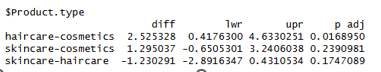 $Product.type
diff lwr upr p adj
haircare-cosmetics 2.525328 0.4176300 4.6330251 0.0168950
skincare-cosmetics 1.295037 -0.6505301 3.2406038 0.2390981
skincare-haircare -1.230291 -2.8916347 0.4310534 0.1747089